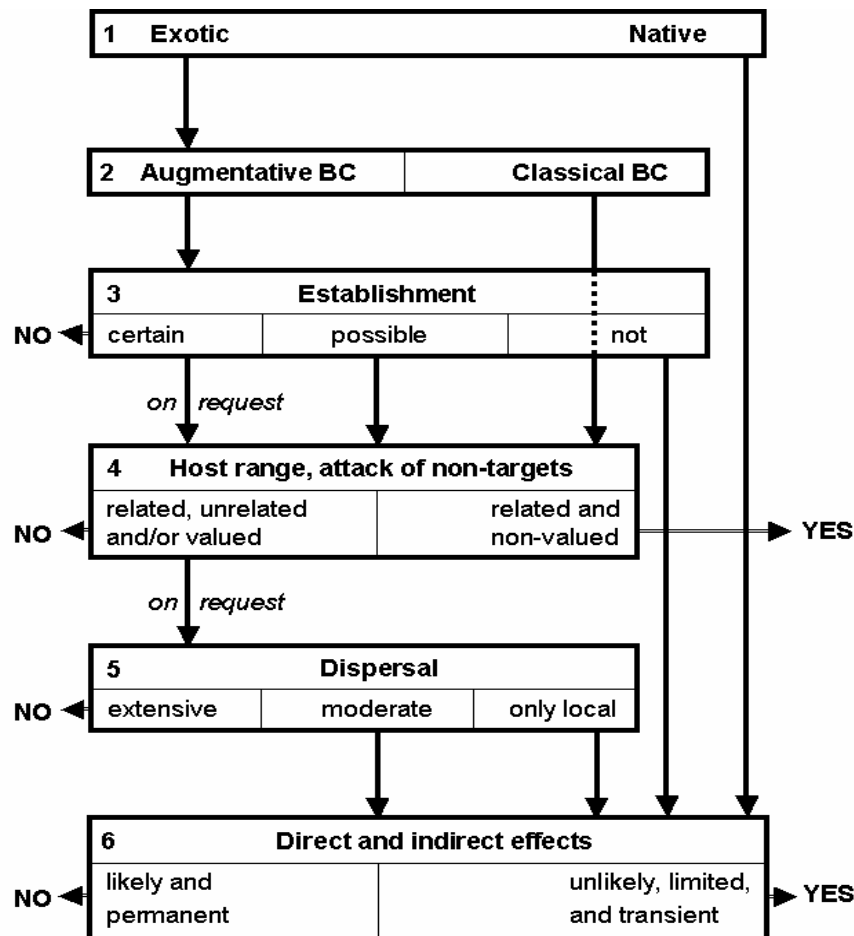 1 Exotic Native
2 Augmentative BC Classical BC
3 Establishment
NO certain possible not
on request
4 Host range, attack of non-targets
related, unrelated related and
NO and/or valued non-valued YES
on request
5 Dispersal
NO extensive moderate only local
6 Direct and indirect effects
likely and unlikely, limited,
NO permanent and transient YES